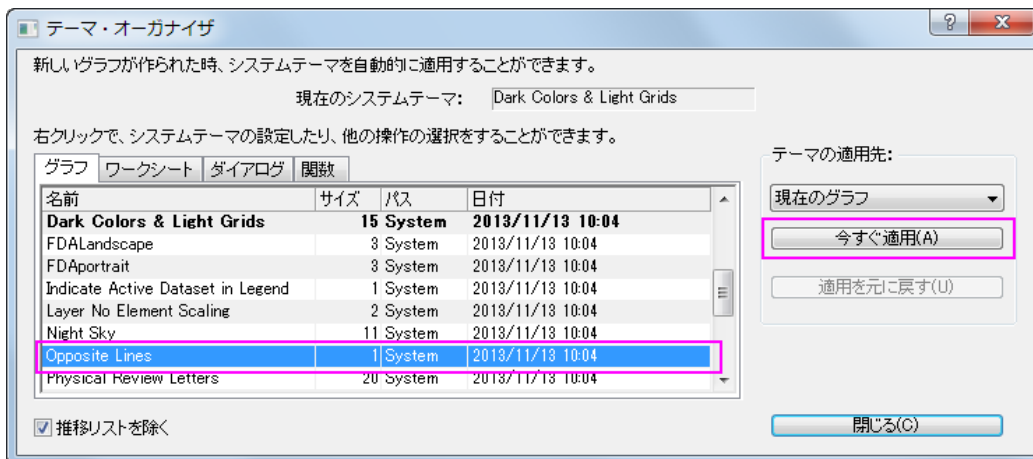 テーマ・オーガナイザ
新しいグラフが作られた時、システムテーマを自動的に適用することができます。
現在のシステムテーマ: Dark Colors & Light Grids
右クリックで、システムテーマの設定したり、他の操作の選択をすることができます。
グラフ ワークシート ダイアログ 関数
名前 サイズ パス 日付
Dark Colors & Light Grids 15 System 2013/11/13 10:04
FDALandscape 3 System 2013/11/13 10:04
FDAportrait 3 System 2013/11/13 10:04
Indicate Active Dataset in Legend 1 System 2013/11/13 10:04
Layer No Element Scaling 2 System 2013/11/13 10:04
Night Sky 11 System 2013/11/13 10:04
Opposite Lines 1 System 2013/11/13 10:04
Physical Review Letters 20 System 2013/11/13 10:04
推移リストを除く
テーマの適用先:
現在のグラフ
今すぐ適用(A)
適用を元に戻す(U)
閉じる(C)